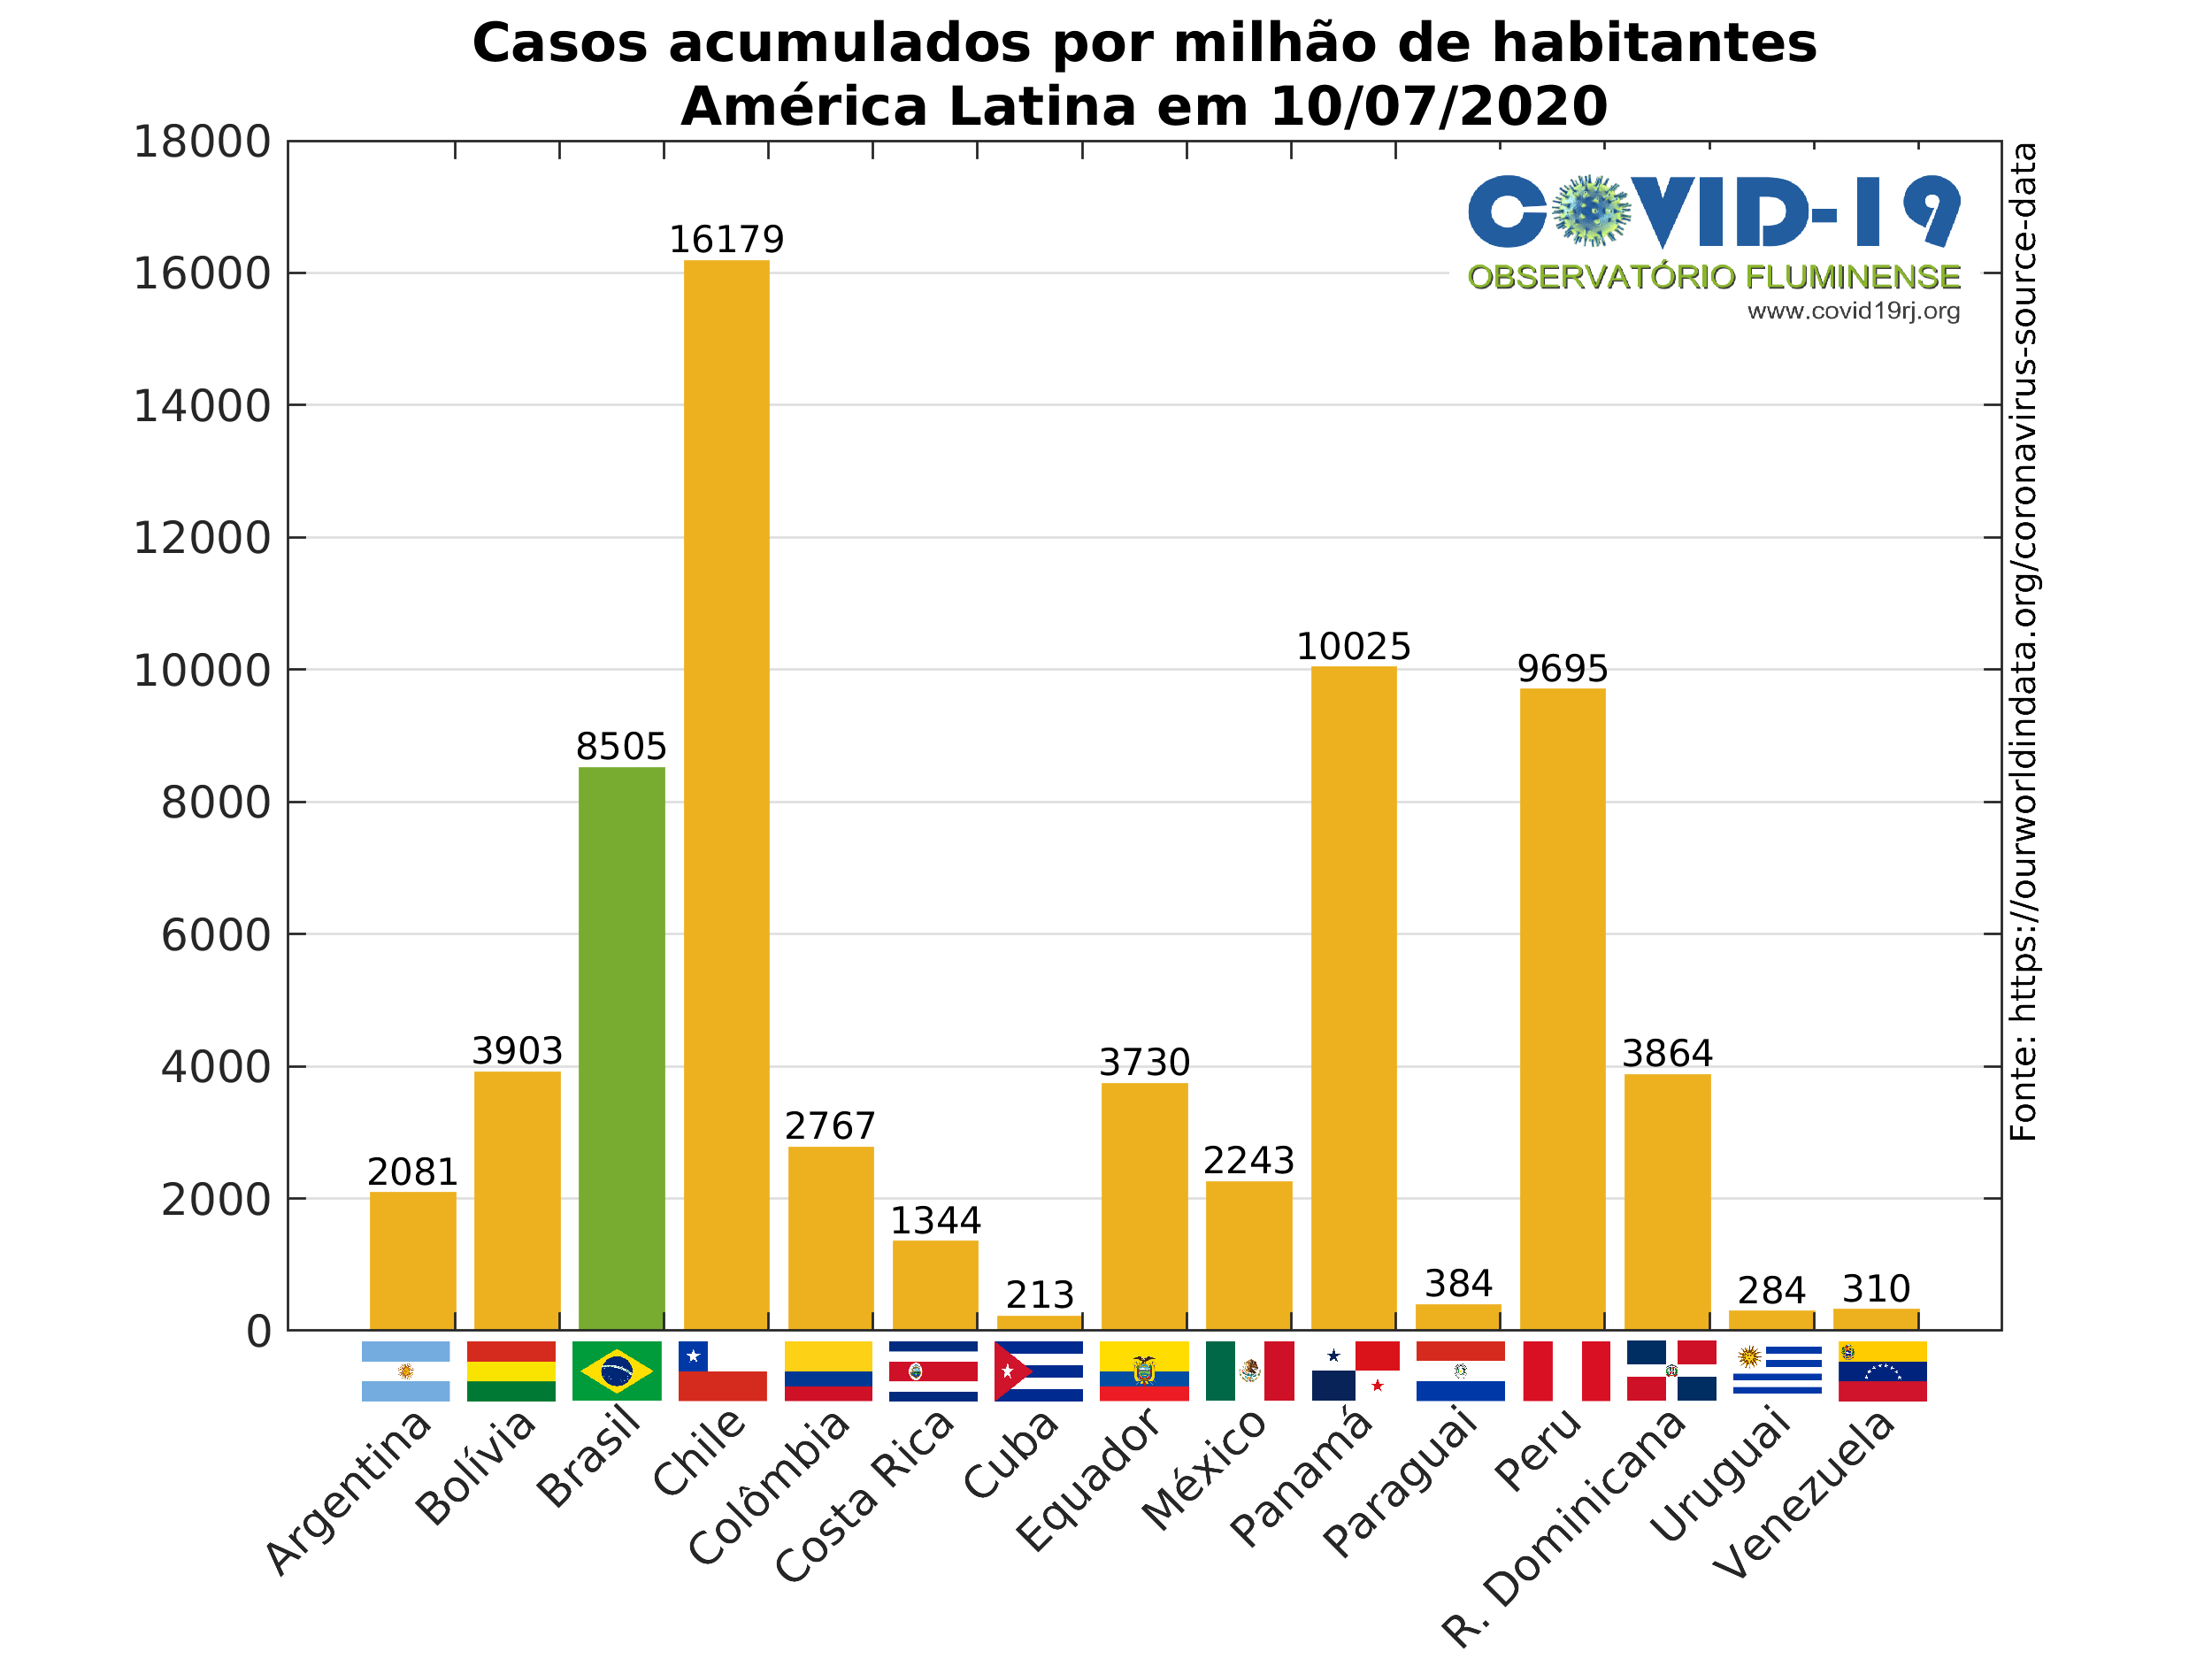 Casos acumulados por milhão de habitantes
América Latina em 10/07/2020
18000
16000
14000
12000
10000
8000
6000
4000
2000
0
COVID-19
OBSERVATÓRIO FLUMINENSE
www.covid19rj.org
Fonte: https://ourworldindata.org/coronavirus-source-data
2081
3903
8505
16179
2767
1344
213
3730
2243
10025
384
9695
3864
284
310
Argentina
Bolívia
Brasil
Chile
Colômbia
Costa Rica
Cuba
Equador
México
Panamá
Paraguai
Peru
R. Dominicana
Uruguai
Venezuela